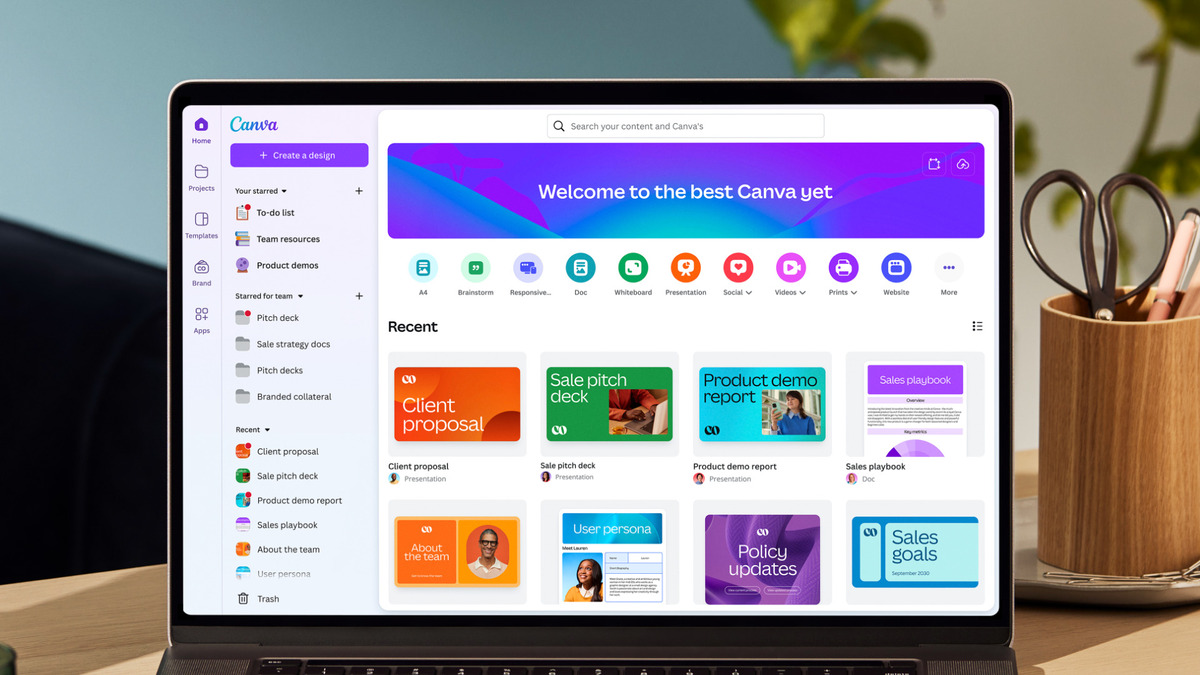 Home
Projects
Templates
Brand
Apps
Canva
+ Create a design
Your starred
To-do list
Team resources
Product demos
Starred for team
Pitch deck
Sale strategy docs
Pitch decks
Branded collateral
Recent
Client proposal
Sale pitch deck
Product demo report
Sales playbook
About the team
User persona
Trash
Search your content and Canva's
Welcome to the best Canva yet
A4
Brainstorm
Responsive...
Doc
Whiteboard
Presentation
Social
Videos
Prints
Website
More
Recent
Client
proposal
Client proposal
Presentation
Sale pitch
deck
Sale pitch deck
Presentation
Product demo
report
Product demo report
Presentation
Sales playbook
Overview
Key metrics
Sales playbook
Doc
About
the team
User persona
Meet Lauren
Name
Lauren
Policy
updates
Sales
goals
September 2030